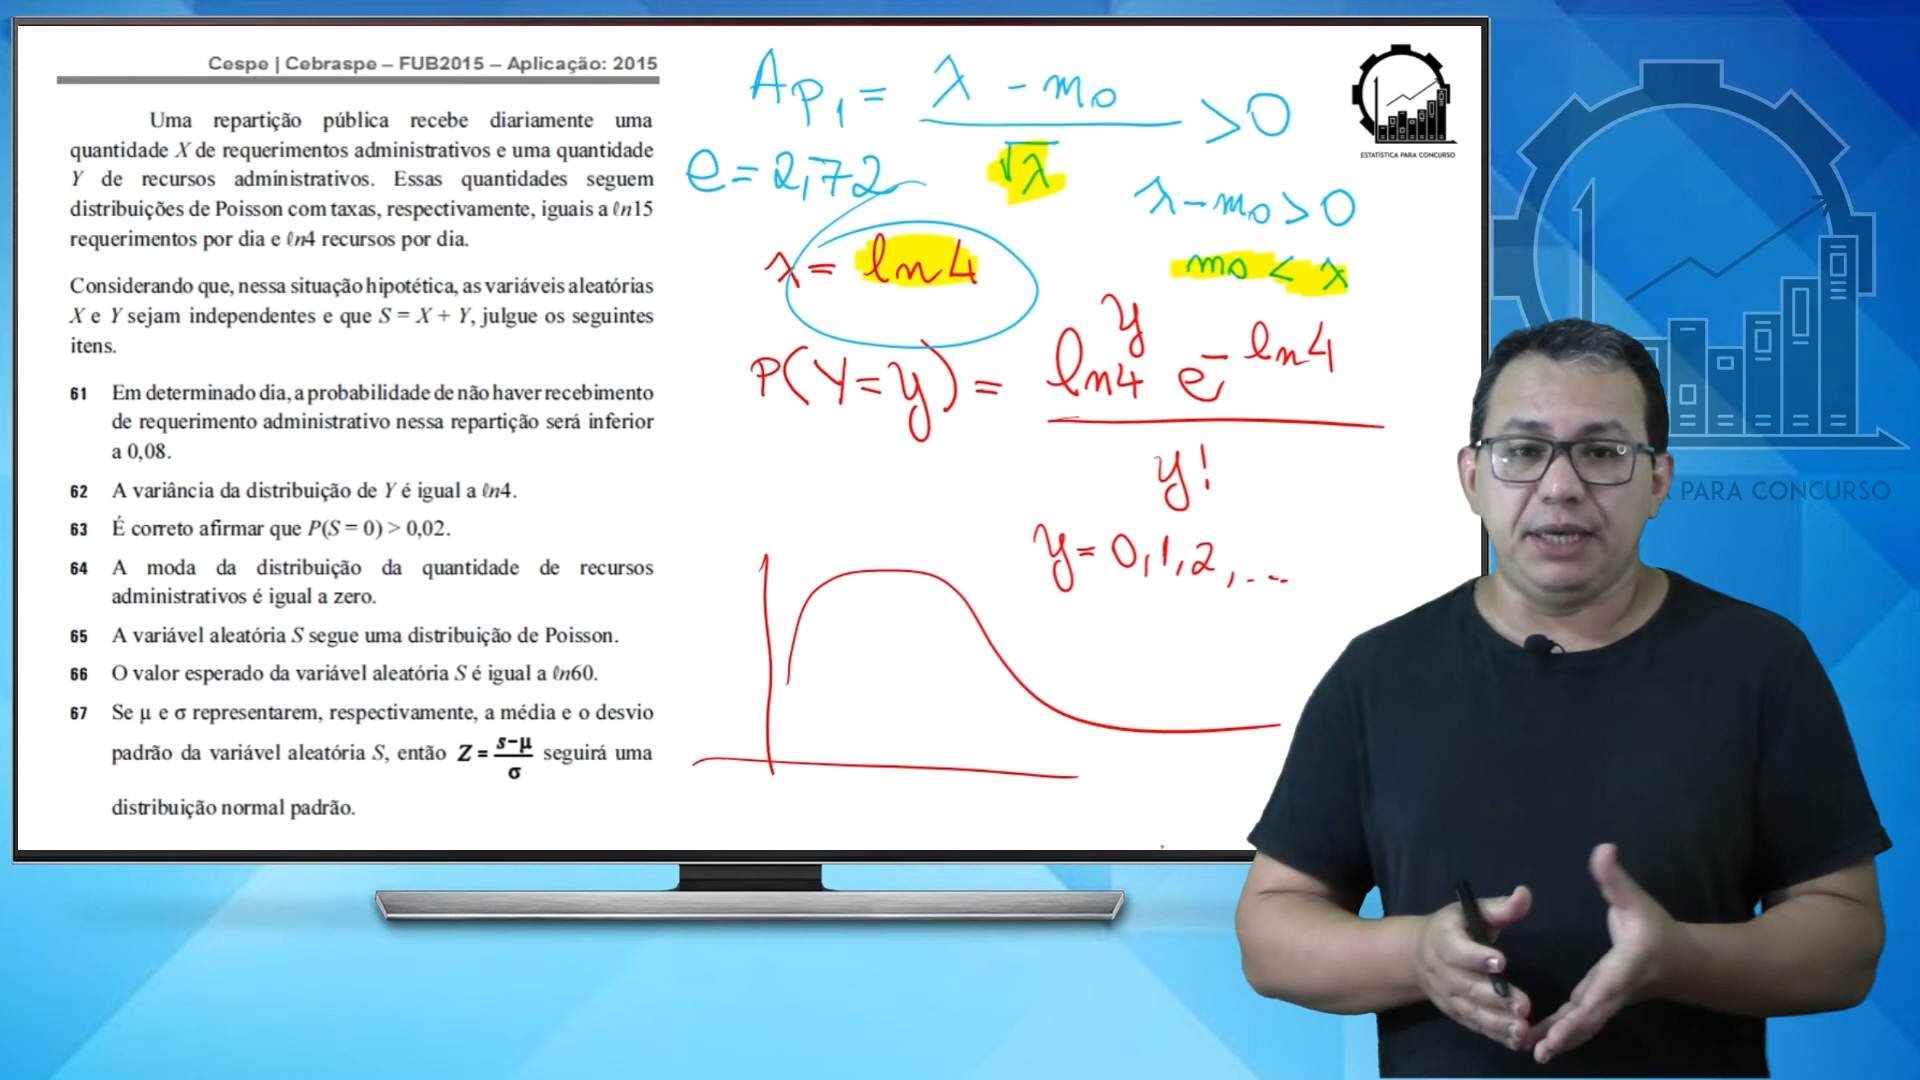 Cespe | Cebraspe – FUB2015 – Aplicação: 2015
Uma repartição pública recebe diariamente uma
quantidade X de requerimentos administrativos e uma quantidade
Y de recursos administrativos. Essas quantidades seguem
distribuições de Poisson com taxas, respectivamente, iguais a ℓn15
requerimentos por dia e ℓn4 recursos por dia.
Considerando que, nessa situação hipotética, as variáveis aleatórias
X e Y sejam independentes e que S = X + Y, julgue os seguintes
itens.
61 Em determinado dia, a probabilidade de não haver recebimento
de requerimento administrativo nessa repartição será inferior
a 0,08.
62 A variância da distribuição de Y é igual a ℓn4.
63 É correto afirmar que P(S = 0) > 0,02.
64 A moda da distribuição da quantidade de recursos
administrativos é igual a zero.
65 A variável aleatória S segue uma distribuição de Poisson.
66 O valor esperado da variável aleatória S é igual a ℓn60.
67 Se μ e σ representarem, respectivamente, a média e o desvio
padrão da variável aleatória S, então Z = (s-μ)/σ seguirá uma
distribuição normal padrão.
Ap₁ = (λ - mo)/√λ > 0
e = 2,72
λ - mo > 0
λ = ln4
mo < λ
P(Y=y) = (ln4^y e^-ln4)/y!
y = 0, 1, 2, ...
ESTATÍSTICA PARA CONCURSO
PARA CONCURSO